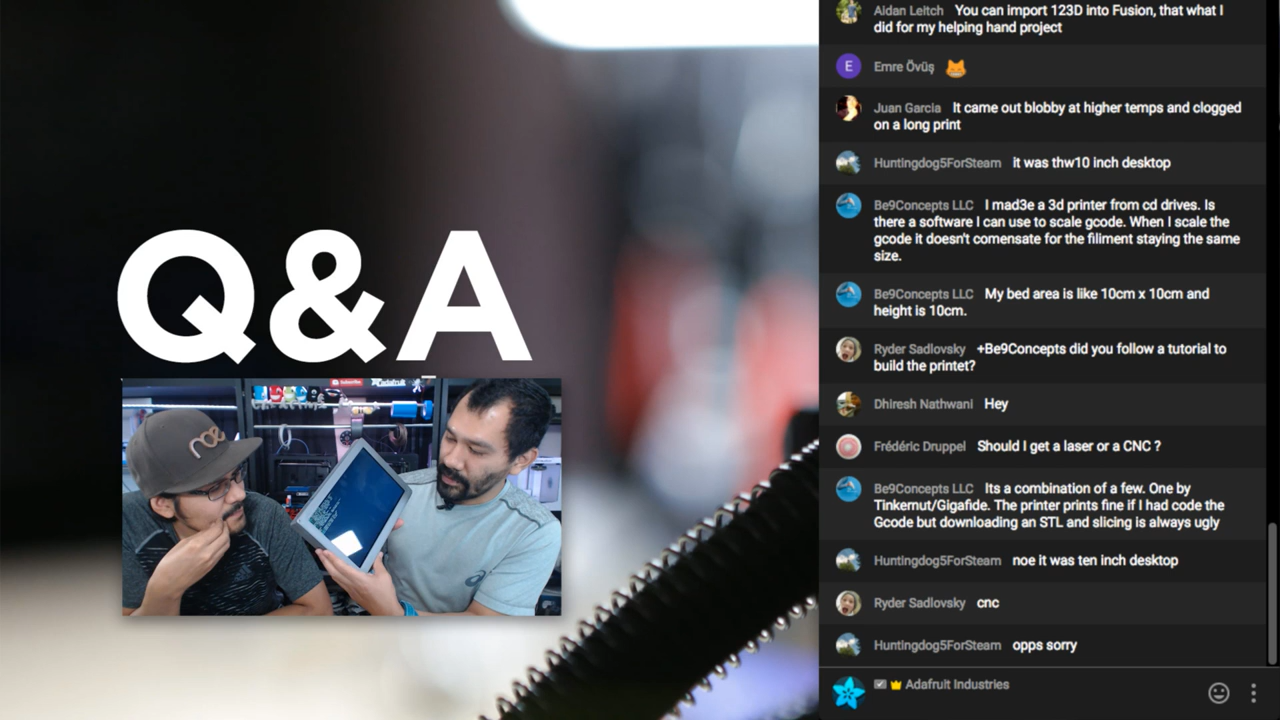 Q&A
noe
Subscribe
adafruit
Aidan Leitch You can import 123D into Fusion, that what I
did for my helping hand project
E Emre Övüş
Juan Garcia It came out blobby at higher temps and clogged
on a long print
Huntingdog5ForSteam it was thw10 inch desktop
Be9Concepts LLC I mad3e a 3d printer from cd drives. Is
there a software I can use to scale gcode. When I scale the
gcode it doesn't comensate for the filiment staying the same
size.
Be9Concepts LLC My bed area is like 10cm x 10cm and
height is 10cm.
Ryder Sadlovsky +Be9Concepts did you follow a tutorial to
build the printet?
Dhiresh Nathwani Hey
Frédéric Druppel Should I get a laser or a CNC ?
Be9Concepts LLC Its a combination of a few. One by
Tinkernut/Gigafide. The printer prints fine if I had code the
Gcode but downloading an STL and slicing is always ugly
Huntingdog5ForSteam noe it was ten inch desktop
Ryder Sadlovsky cnc
Huntingdog5ForSteam opps sorry
Adafruit Industries